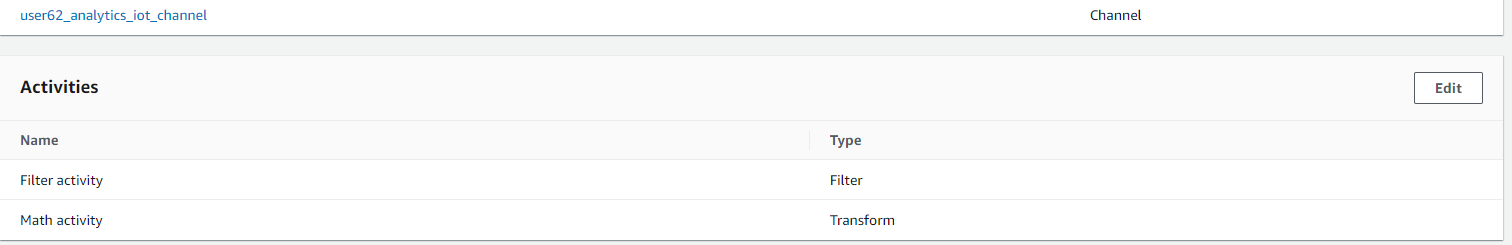 user62_analytics_iot_channel Channel
Activities Edit
Name Type
Filter activity Filter
Math activity Transform